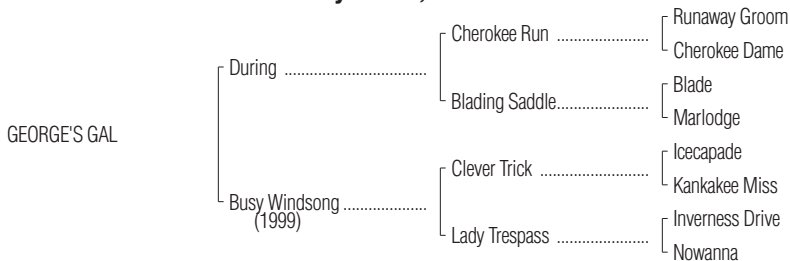 Runaway Groom
Cherokee Run ......................
Cherokee Dame
During ..................................
Blade
Blading Saddle......................
Marlodge
GEORGE'S GAL
Icecapade
Clever Trick ..........................
Kankakee Miss
Busy Windsong ....................
(1999)
Inverness Drive
Lady Trespass ......................
Nowanna